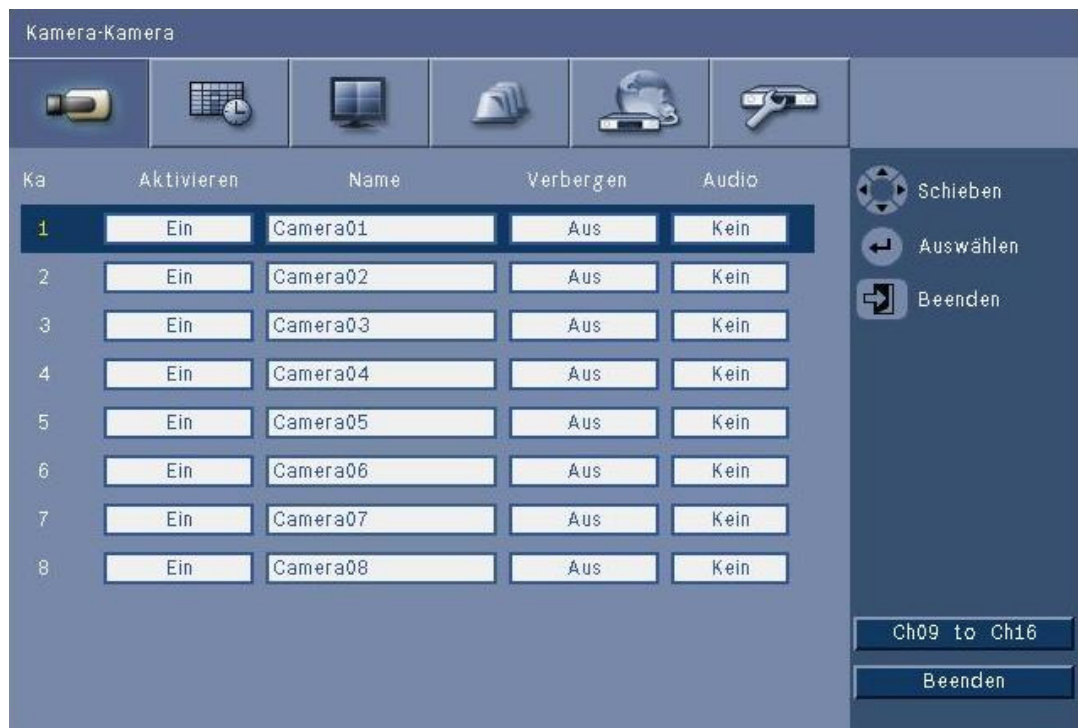 Kamera-Kamera
Ka Aktivieren Name Verbergen Audio
1 Ein Camera01 Aus Kein
2 Ein Camera02 Aus Kein
3 Ein Camera03 Aus Kein
4 Ein Camera04 Aus Kein
5 Ein Camera05 Aus Kein
6 Ein Camera06 Aus Kein
7 Ein Camera07 Aus Kein
8 Ein Camera08 Aus Kein
Schieben
Auswählen
Beenden
Ch09 to Ch16
Beenden